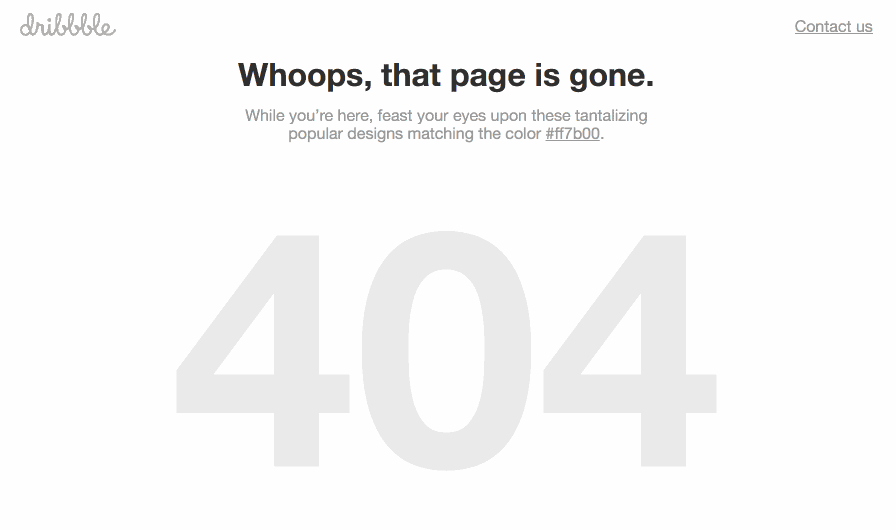 dribbble
Contact us
Whoops, that page is gone.
While you’re here, feast your eyes upon these tantalizing
popular designs matching the color #ff7b00.
404